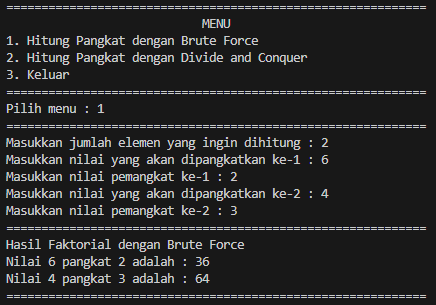 ============================================================
MENU
1. Hitung Pangkat dengan Brute Force
2. Hitung Pangkat dengan Divide and Conquer
3. Keluar
============================================================
Pilih menu : 1
============================================================
Masukkan jumlah elemen yang ingin dihitung : 2
Masukkan nilai yang akan dipangkatkan ke-1 : 6
Masukkan nilai pemangkat ke-1 : 2
Masukkan nilai yang akan dipangkatkan ke-2 : 4
Masukkan nilai pemangkat ke-2 : 3
============================================================
Hasil Faktorial dengan Brute Force
Nilai 6 pangkat 2 adalah : 36
Nilai 4 pangkat 3 adalah : 64
============================================================